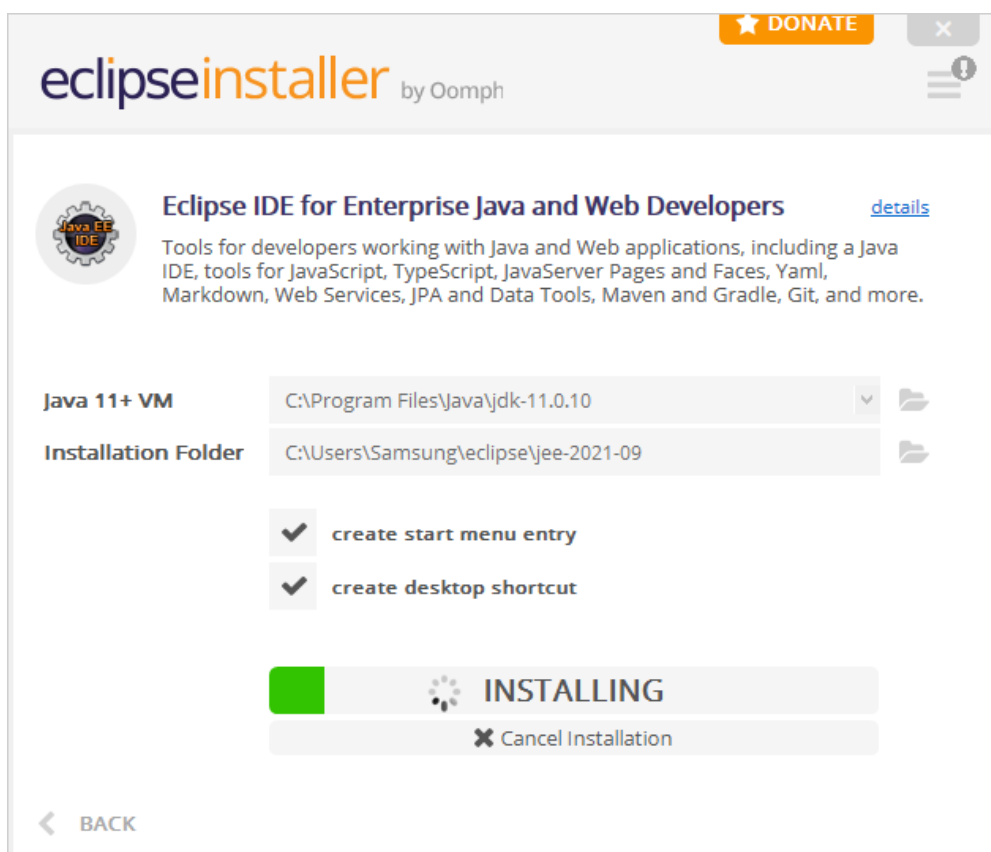 DONATE
eclipseinstaller by Oomph
Java EE
IDE
Eclipse IDE for Enterprise Java and Web Developers
details
Tools for developers working with Java and Web applications, including a Java
IDE, tools for JavaScript, TypeScript, JavaServer Pages and Faces, Yaml,
Markdown, Web Services, JPA and Data Tools, Maven and Gradle, Git, and more.
Java 11+ VM
C:\Program Files\Java\jdk-11.0.10
Installation Folder
C:\Users\Samsung\eclipse\jee-2021-09
create start menu entry
create desktop shortcut
INSTALLING
Cancel Installation
BACK